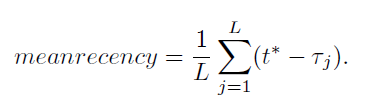 meanrecency = \frac{1}{L} \sum_{j=1}^{L} (t^* - \tau_j).